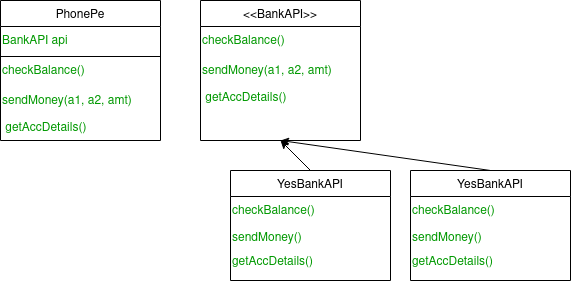 PhonePe
BankAPI api
checkBalance()
sendMoney(a1, a2, amt)
getAccDetails()
<<BankAPI>>
checkBalance()
sendMoney(a1, a2, amt)
getAccDetails()
YesBankAPI
checkBalance()
sendMoney()
getAccDetails()
YesBankAPI
checkBalance()
sendMoney()
getAccDetails()